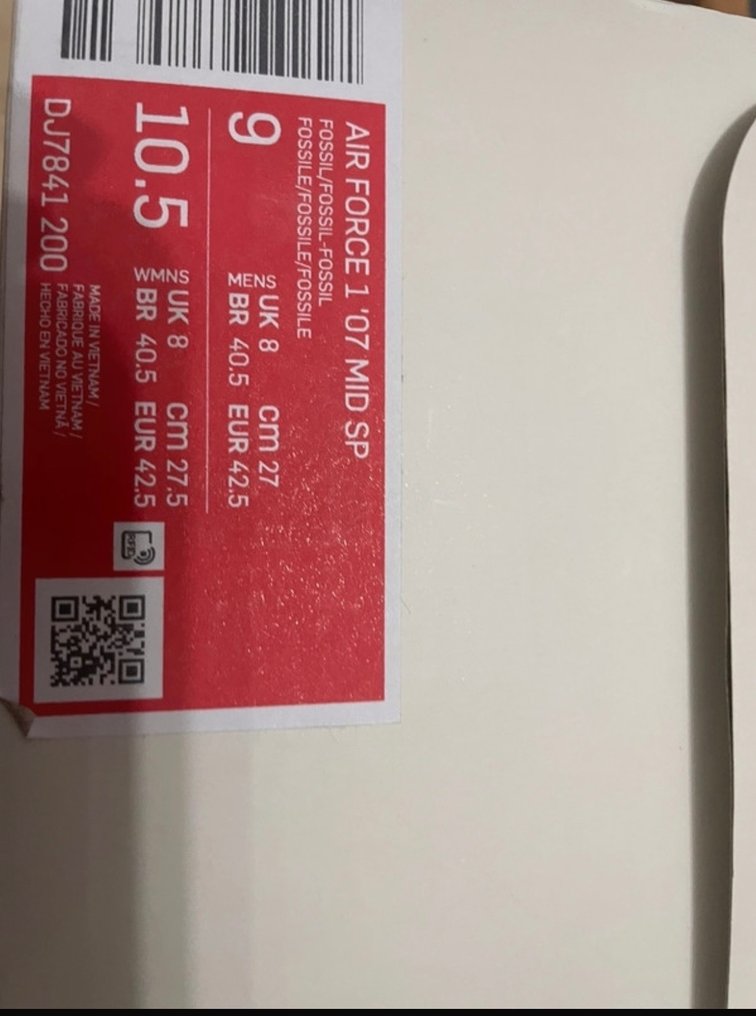 AIR FORCE 1 '07 MID SP
FOSSIL/FOSSIL-FOSSIL
FOSSILE/FOSSILE/FOSSILE
9
MENS
UK 8 cm 27
BR 40.5 EUR 42.5
10.5
WMNS
UK 8 cm 27.5
BR 40.5 EUR 42.5
DJ7841 200
MADE IN VIETNAM/
FABRIQUE AU VIETNAM/
FABRICADO NO VIETNÃ/
HECHO EN VIETNAM
RFID